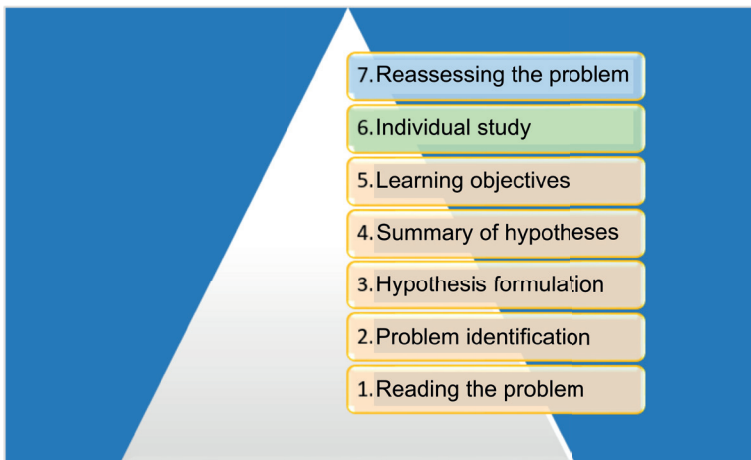 7.Reassessing the problem
6.Individual study
5.Learning objectives
4.Summary of hypotheses
3.Hypothesis formulation
2.Problem identification
1.Reading the problem